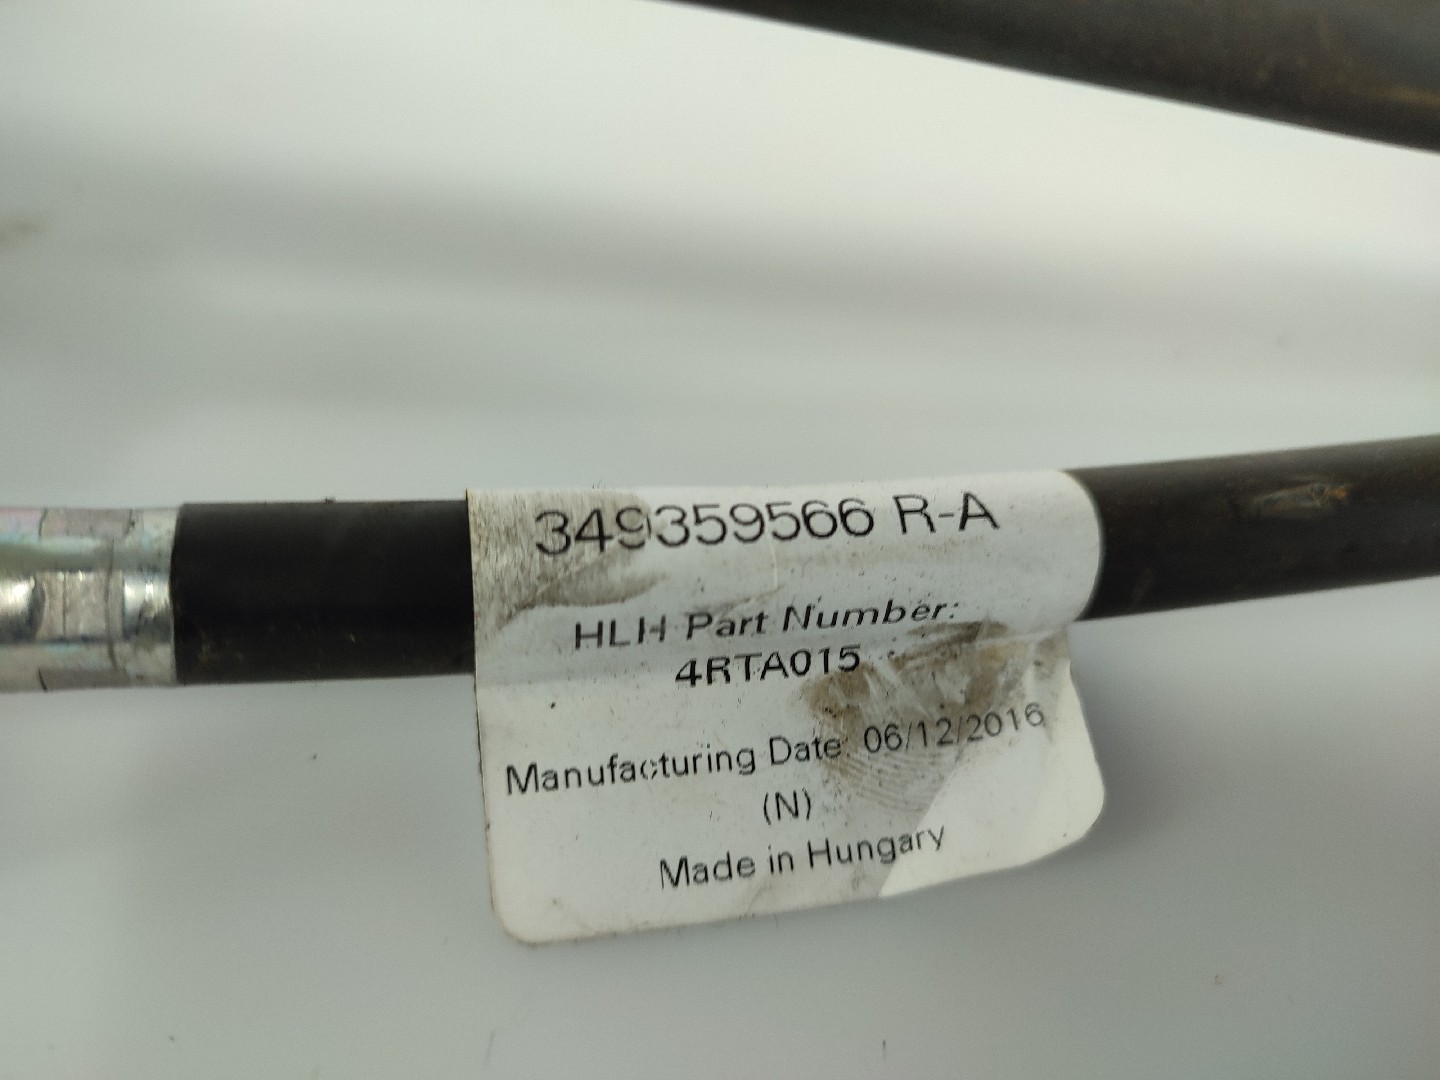 349359566 R-A
HLH Part Number:
4RTA015
Manufacturing Date: 06/12/2016
(N)
Made in Hungary